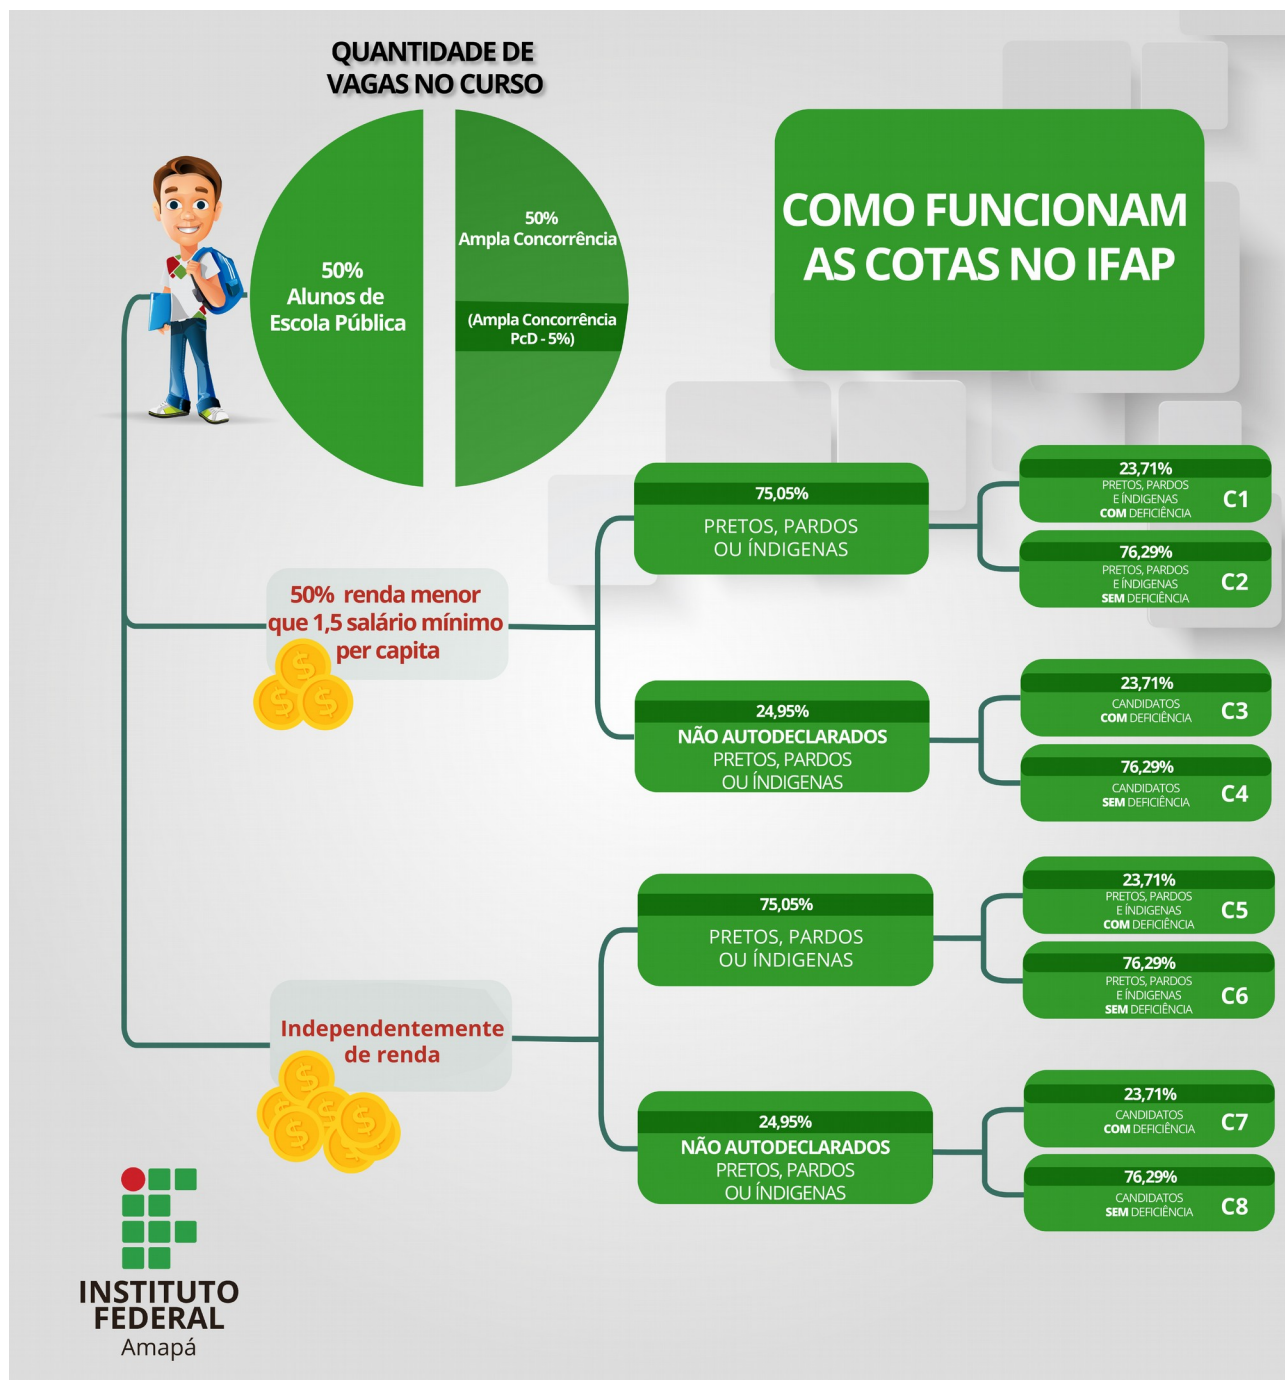 QUANTIDADE DE
VAGAS NO CURSO
50%
Alunos de
Escola Pública
50%
Ampla Concorrência
(Ampla Concorrência
PcD - 5%)
COMO FUNCIONAM
AS COTAS NO IFAP
50% renda menor
que 1,5 salário mínimo
per capita
75,05%
PRETOS, PARDOS
OU ÍNDIGENAS
23,71%
PRETOS, PARDOS
E ÍNDIGENAS
COM DEFICIÊNCIA
C1
76,29%
PRETOS, PARDOS
E ÍNDIGENAS
SEM DEFICIÊNCIA
C2
24,95%
NÃO AUTODECLARADOS
PRETOS, PARDOS
OU ÍNDIGENAS
23,71%
CANDIDATOS
COM DEFICIÊNCIA
C3
76,29%
CANDIDATOS
SEM DEFICIÊNCIA
C4
Independentemente
de renda
75,05%
PRETOS, PARDOS
OU ÍNDIGENAS
23,71%
PRETOS, PARDOS
E ÍNDIGENAS
COM DEFICIÊNCIA
C5
76,29%
PRETOS, PARDOS
E ÍNDIGENAS
SEM DEFICIÊNCIA
C6
24,95%
NÃO AUTODECLARADOS
PRETOS, PARDOS
OU ÍNDIGENAS
23,71%
CANDIDATOS
COM DEFICIÊNCIA
C7
76,29%
CANDIDATOS
SEM DEFICIÊNCIA
C8
INSTITUTO
FEDERAL
Amapá